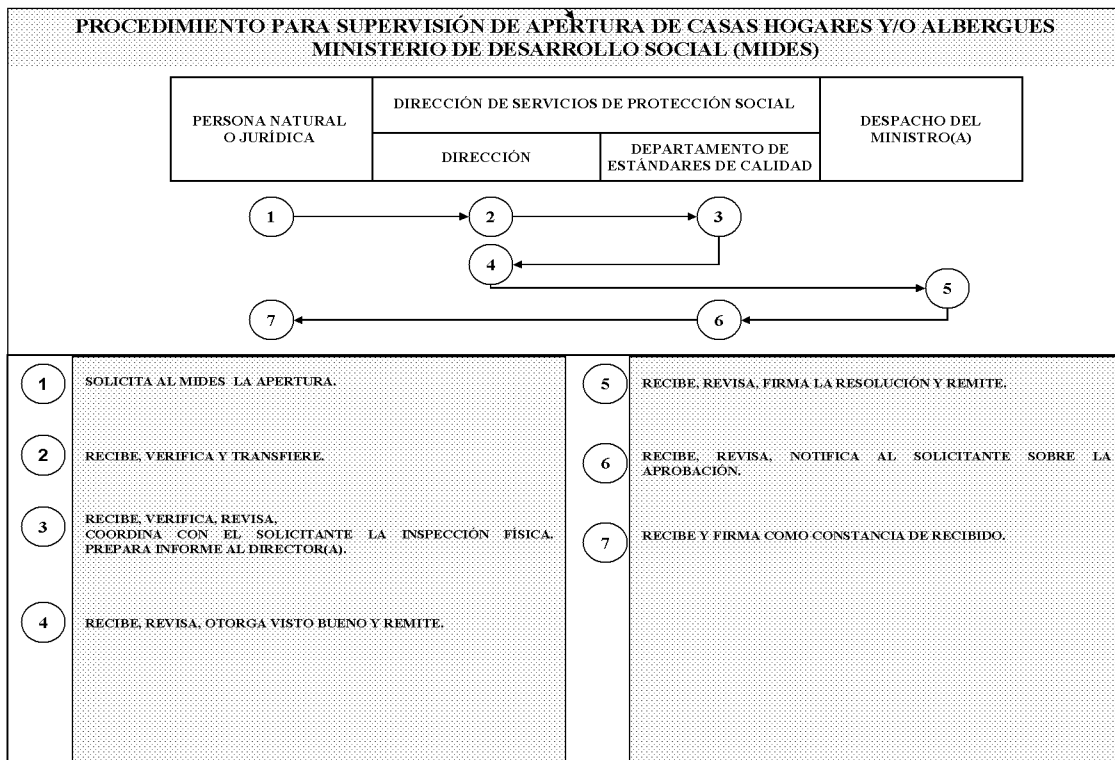 PROCEDIMIENTO PARA SUPERVISIÓN DE APERTURA DE CASAS HOGARES Y/O ALBERGUES
MINISTERIO DE DESARROLLO SOCIAL (MIDES)
PERSONA NATURAL
O JURÍDICA
DIRECCIÓN DE SERVICIOS DE PROTECCIÓN SOCIAL
DIRECCIÓN
DEPARTAMENTO DE
ESTÁNDARES DE CALIDAD
DESPACHO DEL
MINISTRO(A)
1
2
3
4
5
7
6
1
SOLICITA AL MIDES LA APERTURA.
2
RECIBE, VERIFICA Y TRANSFIERE.
3
RECIBE, VERIFICA, REVISA,
COORDINA CON EL SOLICITANTE LA INSPECCIÓN FÍSICA.
PREPARA INFORME AL DIRECTOR(A).
4
RECIBE, REVISA, OTORGA VISTO BUENO Y REMITE.
5
RECIBE, REVISA, FIRMA LA RESOLUCIÓN Y REMITE.
6
RECIBE, REVISA, NOTIFICA AL SOLICITANTE SOBRE LA
APROBACIÓN.
7
RECIBE Y FIRMA COMO CONSTANCIA DE RECIBIDO.